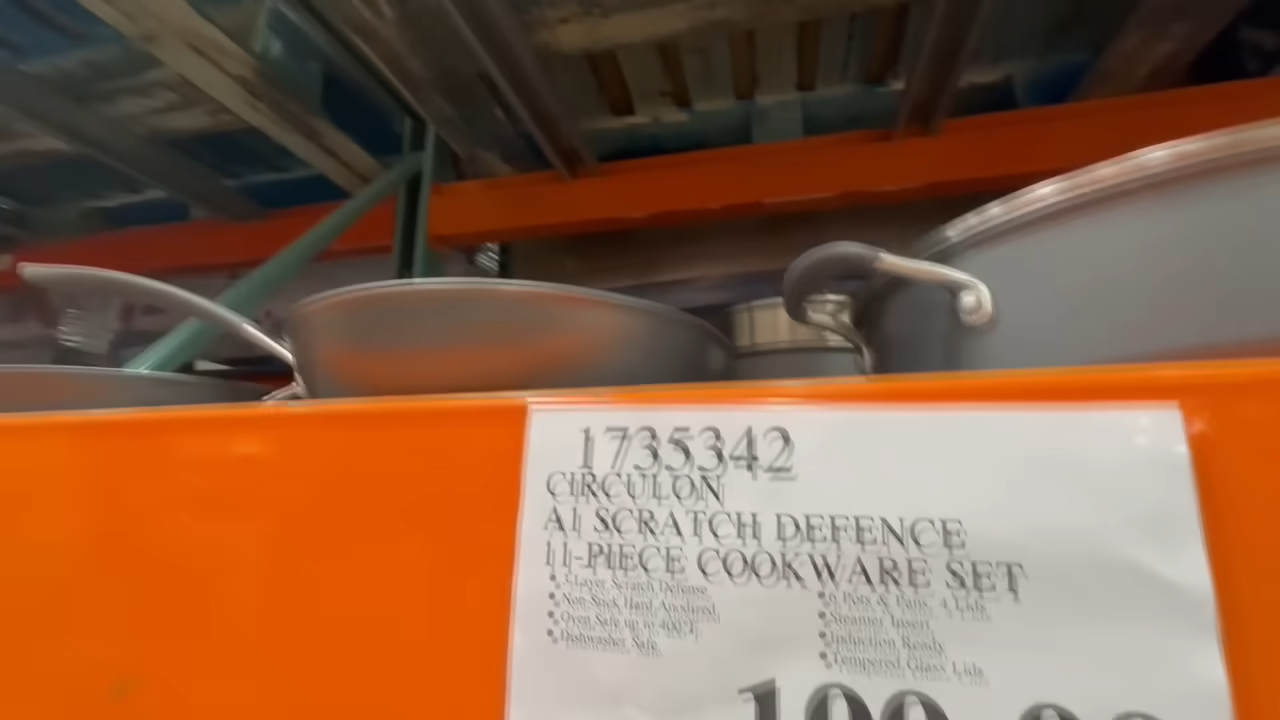 1735342
CIRCULON
A1 SCRATCH DEFENCE
11-PIECE COOKWARE SET
• Layer Scratch Defense
• Non-Stick Hard Anodized
• Oven Safe up to 400°F
• Dishwasher Safe
• 6 Pots & Pans, 4 Lids
• Steamer Insert
• Induction Ready
• Tempered Glass Lids